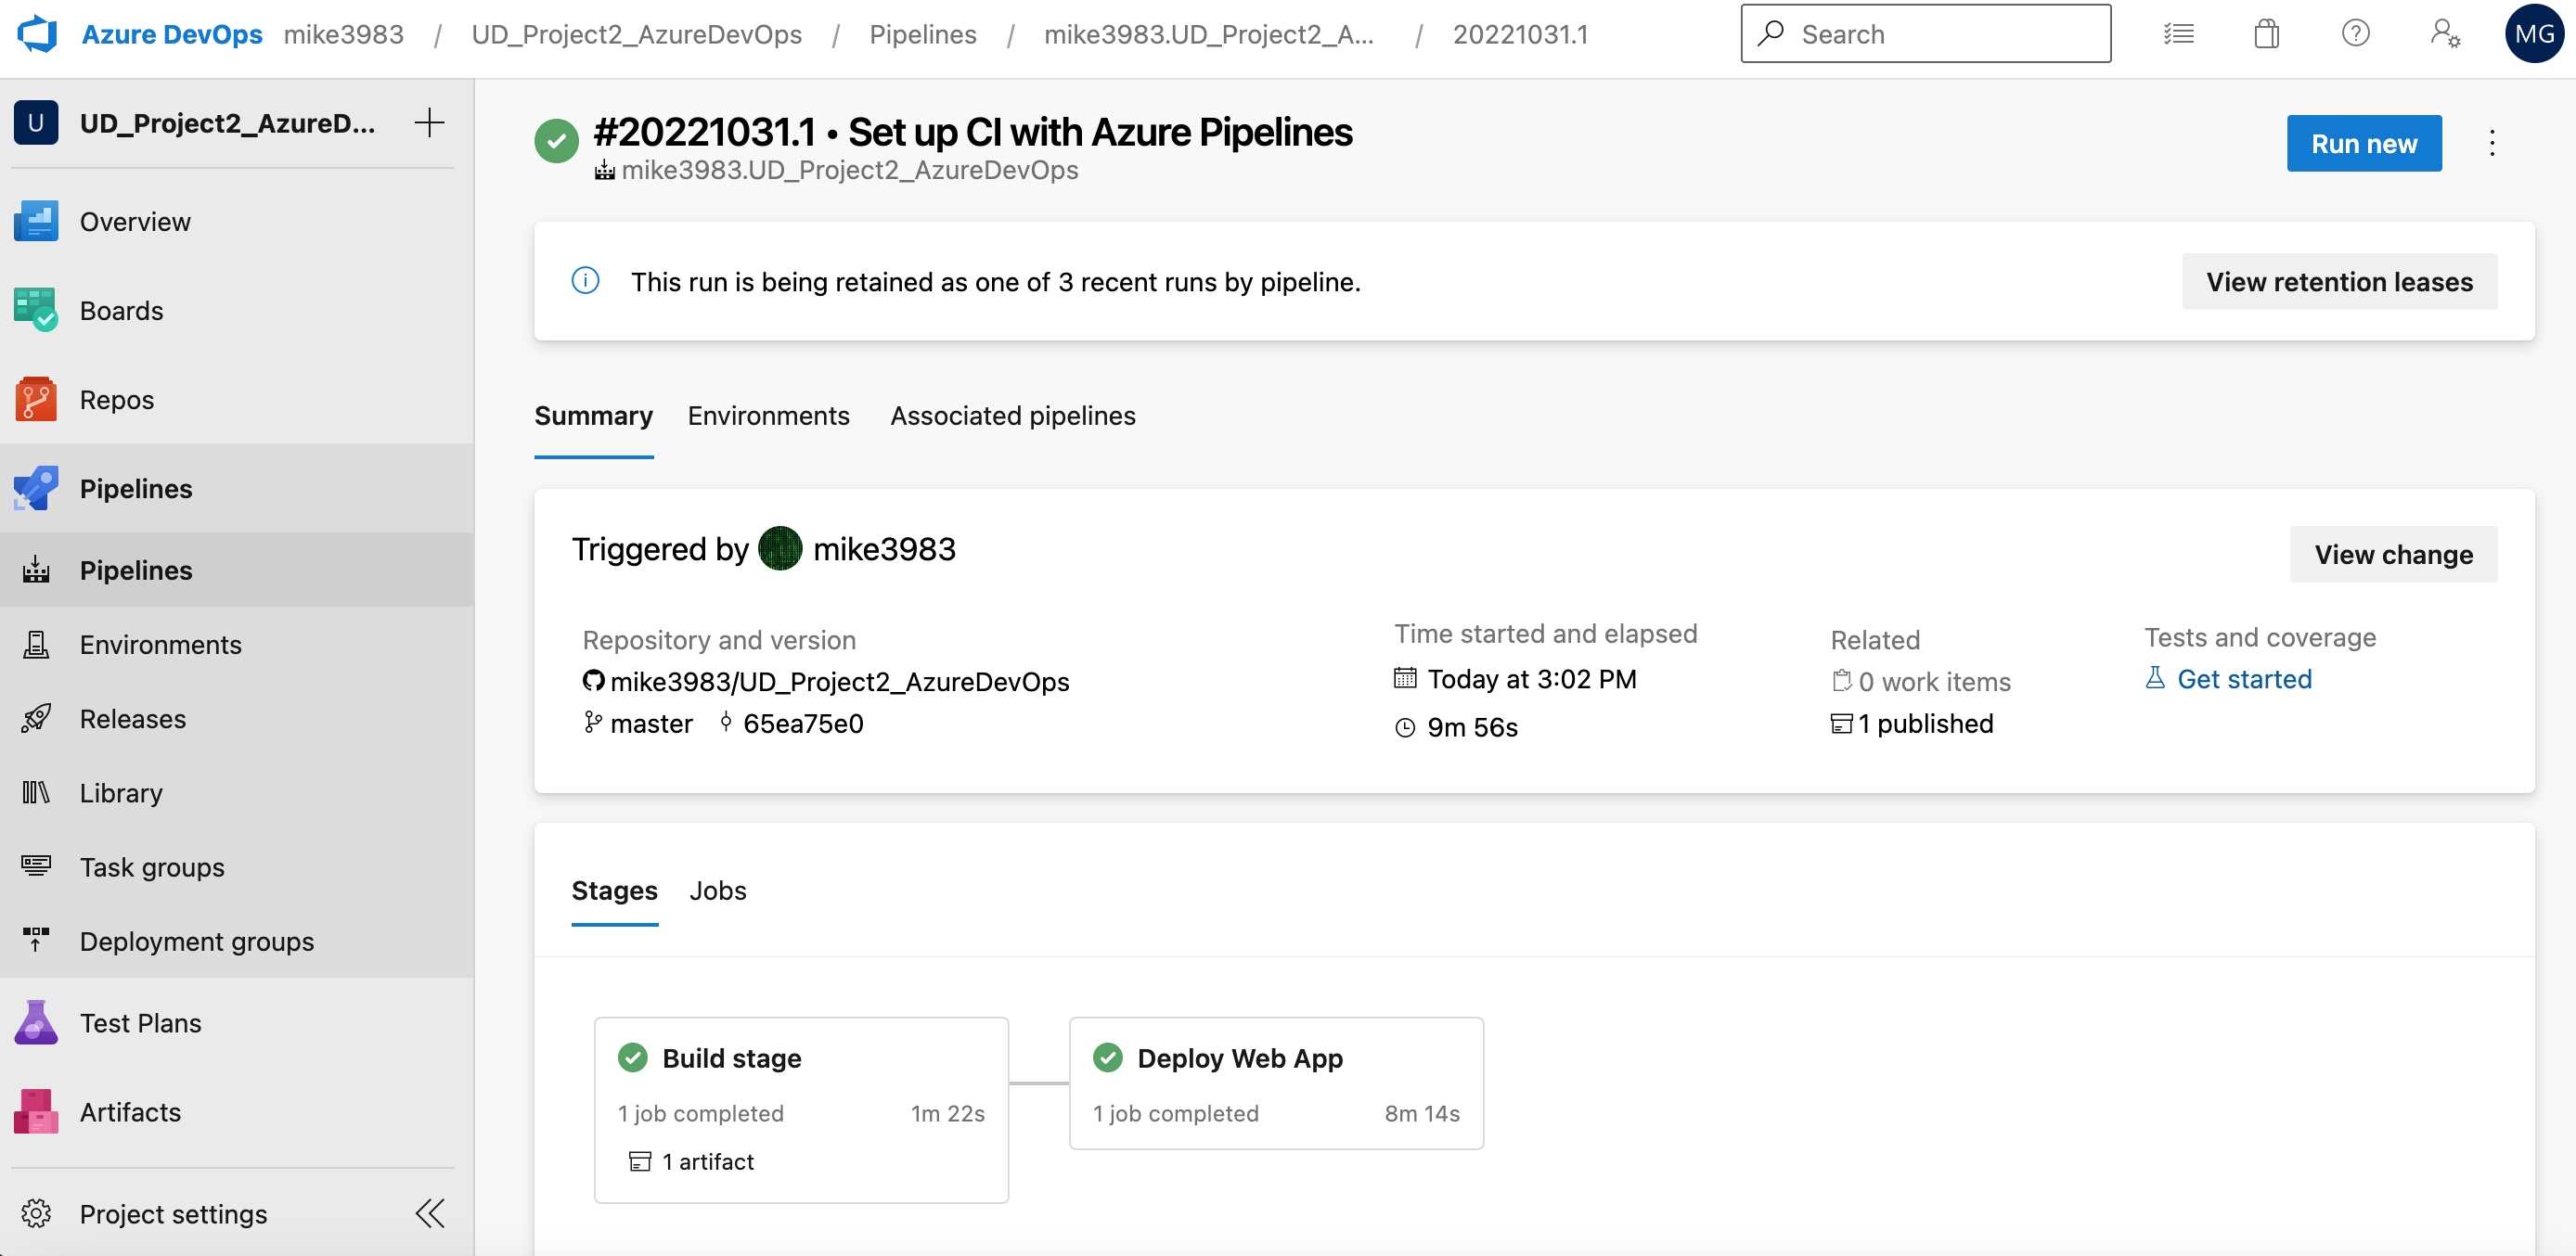 Azure DevOps mike3983 / UD_Project2_AzureDevOps / Pipelines / mike3983.UD_Project2_A... / 20221031.1
Search
MG
U UD_Project2_AzureD...
Overview
Boards
Repos
Pipelines
Pipelines
Environments
Releases
Library
Task groups
Deployment groups
Test Plans
Artifacts
Project settings
#20221031.1 • Set up CI with Azure Pipelines
mike3983.UD_Project2_AzureDevOps
Run new
This run is being retained as one of 3 recent runs by pipeline.
View retention leases
Summary Environments Associated pipelines
Triggered by mike3983
View change
Repository and version
mike3983/UD_Project2_AzureDevOps
master 65ea75e0
Time started and elapsed
Today at 3:02 PM
9m 56s
Related
0 work items
1 published
Tests and coverage
Get started
Stages Jobs
Build stage
1 job completed 1m 22s
1 artifact
Deploy Web App
1 job completed 8m 14s